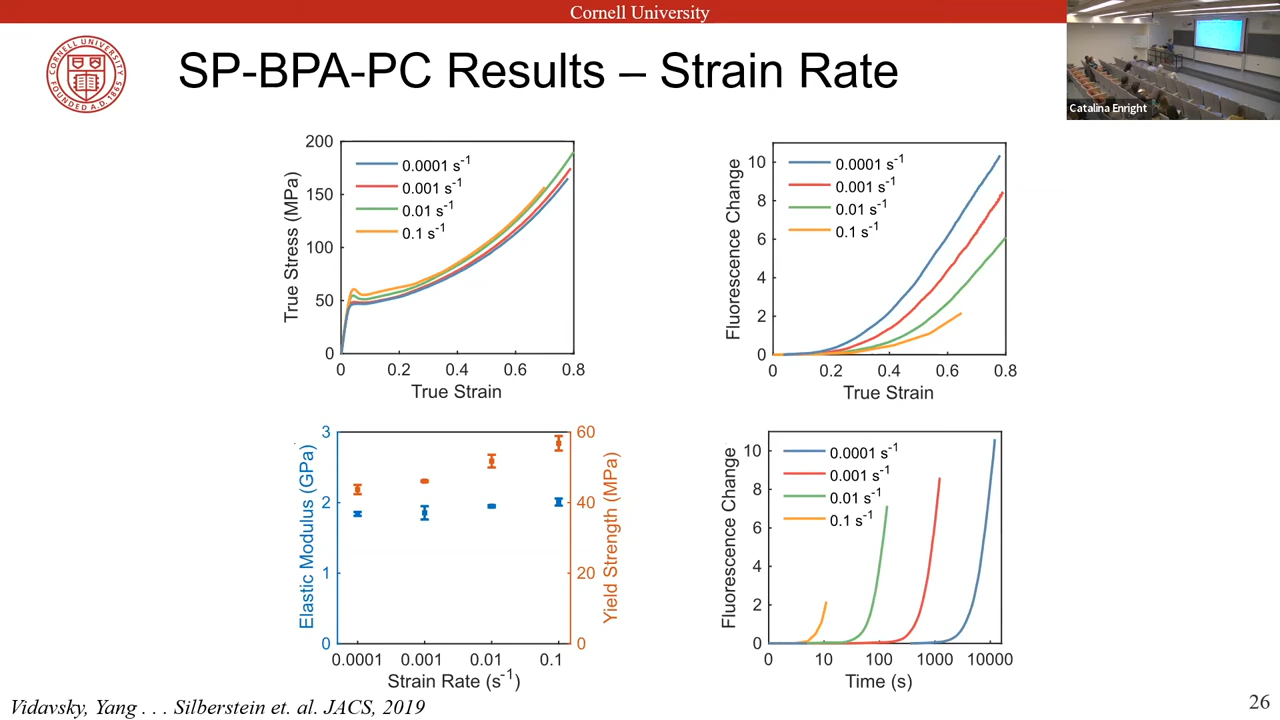 Cornell University
CORNELL UNIVERSITY
FOUNDED A.D. 1865
SP-BPA-PC Results – Strain Rate
Catalina Enright
200
150
100
50
0
True Stress (MPa)
0.0001 s-1
0.001 s-1
0.01 s-1
0.1 s-1
0 0.2 0.4 0.6 0.8
True Strain
10
8
6
4
2
0
Fluorescence Change
0.0001 s-1
0.001 s-1
0.01 s-1
0.1 s-1
0 0.2 0.4 0.6 0.8
True Strain
3
2
1
0
Elastic Modulus (GPa)
60
40
20
0
Yield Strength (MPa)
0.0001 0.001 0.01 0.1
Strain Rate (s-1)
10
8
6
4
2
0
Fluorescence Change
0.0001 s-1
0.001 s-1
0.01 s-1
0.1 s-1
0 10 100 1000 10000
Time (s)
Vidavsky, Yang . . . Silberstein et. al. JACS, 2019
26